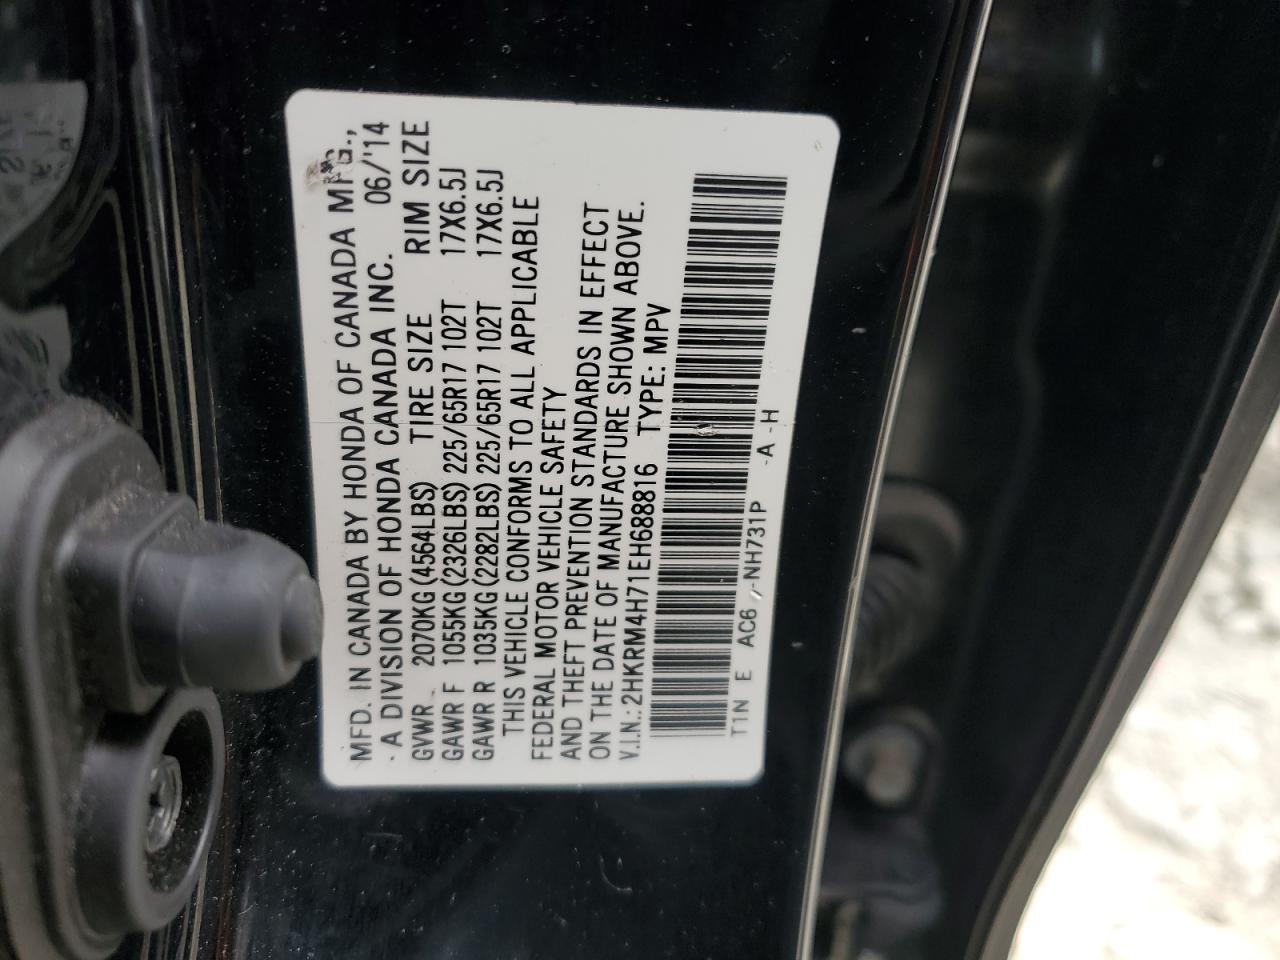 MFD. IN CANADA BY HONDA OF CANADA MFG.,
A DIVISION OF HONDA CANADA INC. 06/'14
GVWR 2070KG(4564LBS) TIRE SIZE RIM SIZE
GAWR F 1055KG(2326LBS) 225/65R17 102T 17X6.5J
GAWR R 1035KG(2282LBS) 225/65R17 102T 17X6.5J
THIS VEHICLE CONFORMS TO ALL APPLICABLE
FEDERAL MOTOR VEHICLE SAFETY
AND THEFT PREVENTION STANDARDS IN EFFECT
ON THE DATE OF MANUFACTURE SHOWN ABOVE.
V.I.N.: 2HKRM4H71EH688816 TYPE: MPV
T1N E AC6 -NH731P -A -H